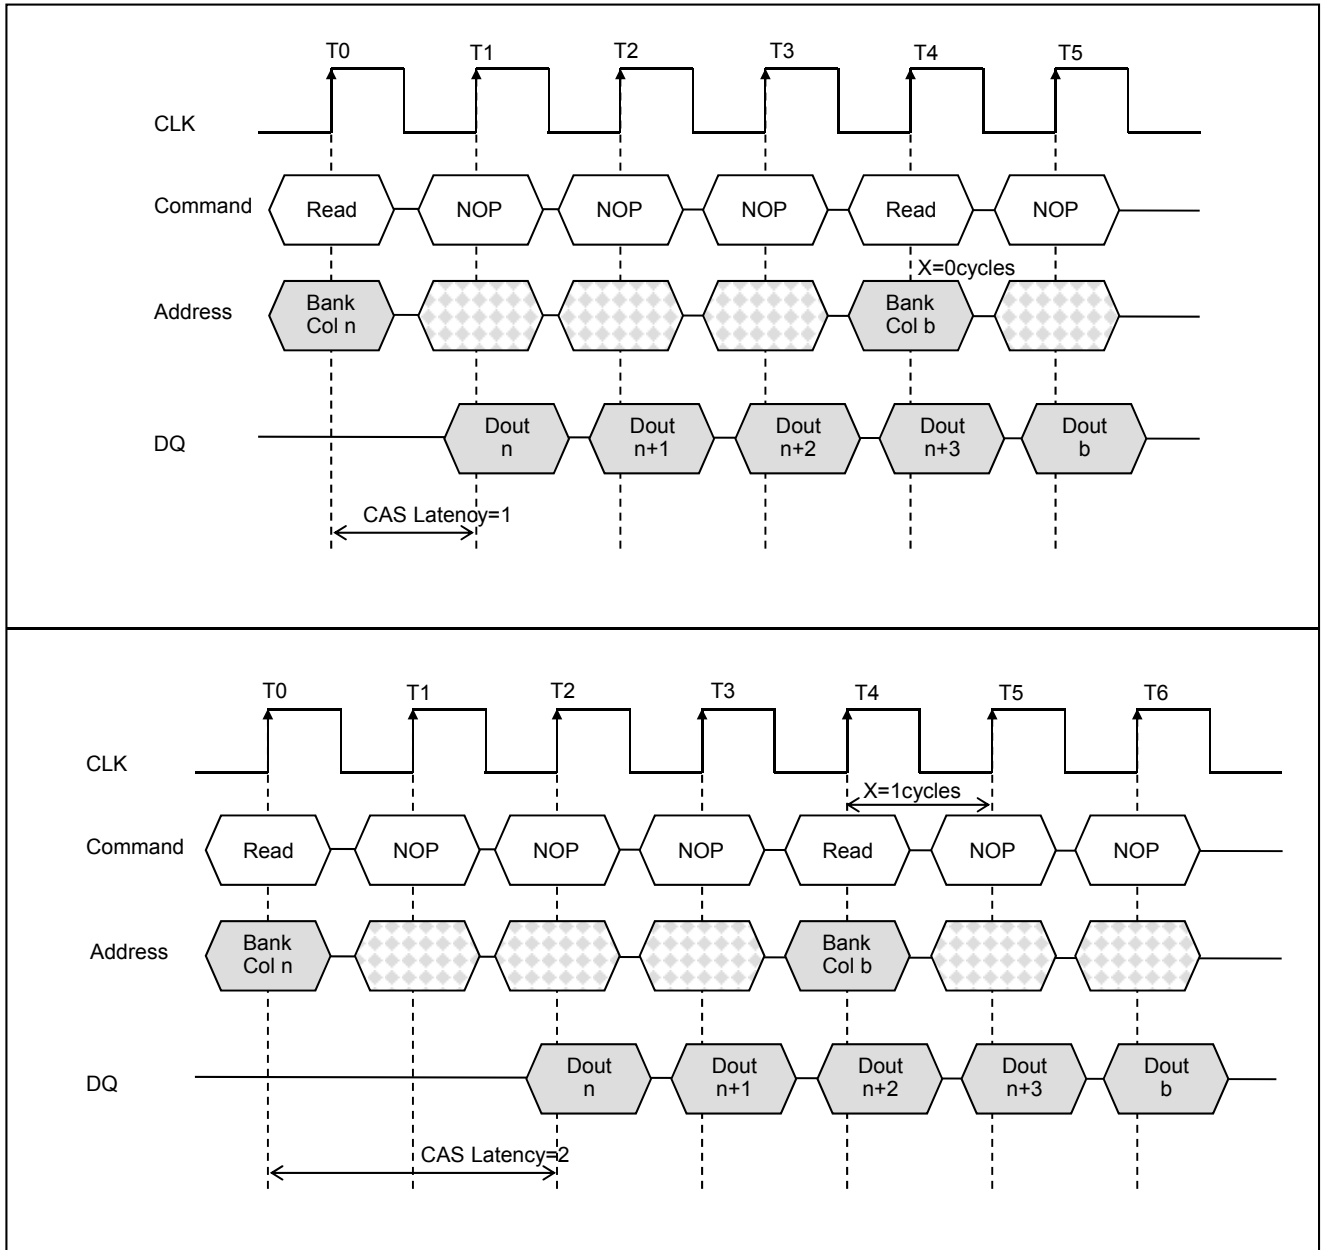 T0 T1 T2 T3 T4 T5
CLK
Command Read NOP NOP NOP Read NOP
X=0cycles
Address Bank Bank
Col n Col b
DQ Dout Dout Dout Dout Dout
n n+1 n+2 n+3 b
CAS Latency=1
T0 T1 T2 T3 T4 T5 T6
CLK
X=1cycles
Command Read NOP NOP NOP Read NOP NOP
Address Bank Bank
Col n Col b
DQ Dout Dout Dout Dout Dout
n n+1 n+2 n+3 b
CAS Latency=2